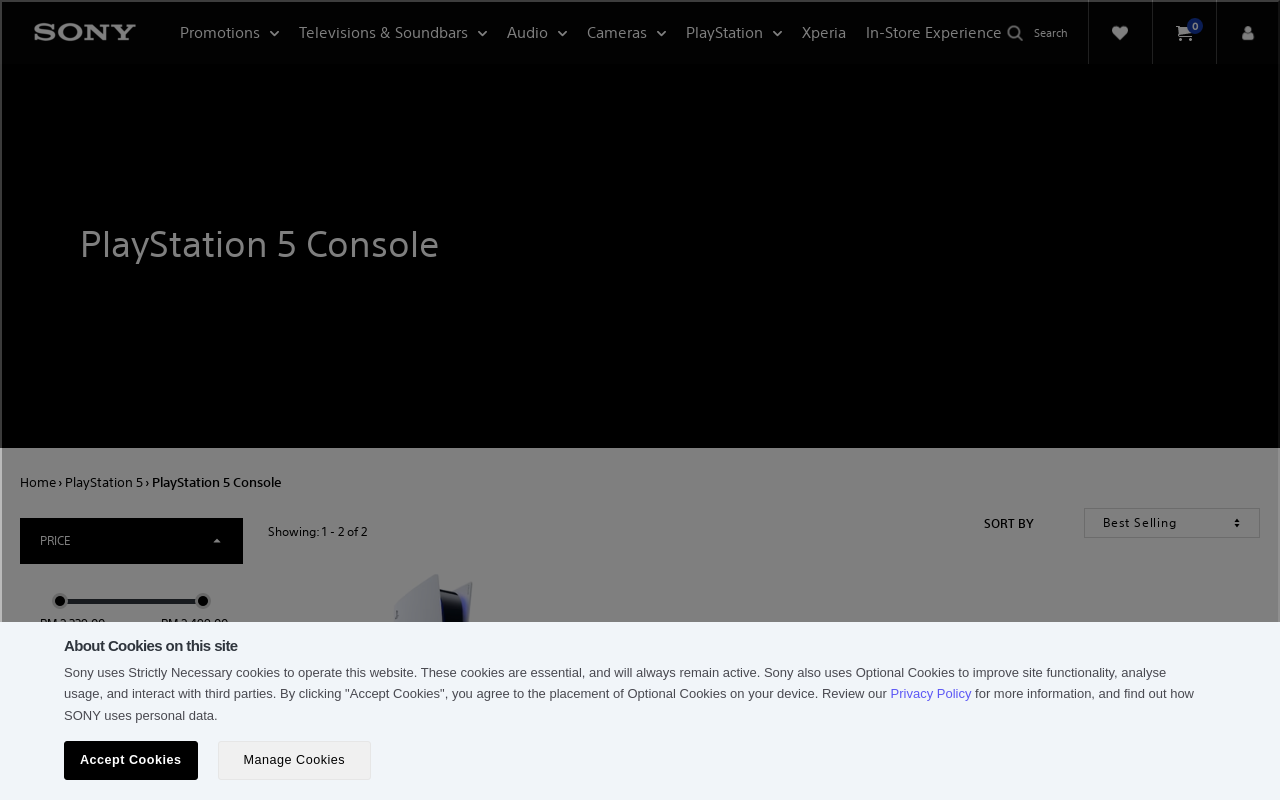 SONY Promotions Televisions & Soundbars Audio Cameras PlayStation Xperia In-Store Experience Search 0
PlayStation 5 Console
Home › PlayStation 5 › PlayStation 5 Console
PRICE
Showing: 1 - 2 of 2
SORT BY Best Selling
About Cookies on this site
Sony uses Strictly Necessary cookies to operate this website. These cookies are essential, and will always remain active. Sony also uses Optional Cookies to improve site functionality, analyse
usage, and interact with third parties. By clicking "Accept Cookies", you agree to the placement of Optional Cookies on your device. Review our Privacy Policy for more information, and find out how
SONY uses personal data.
Accept Cookies Manage Cookies